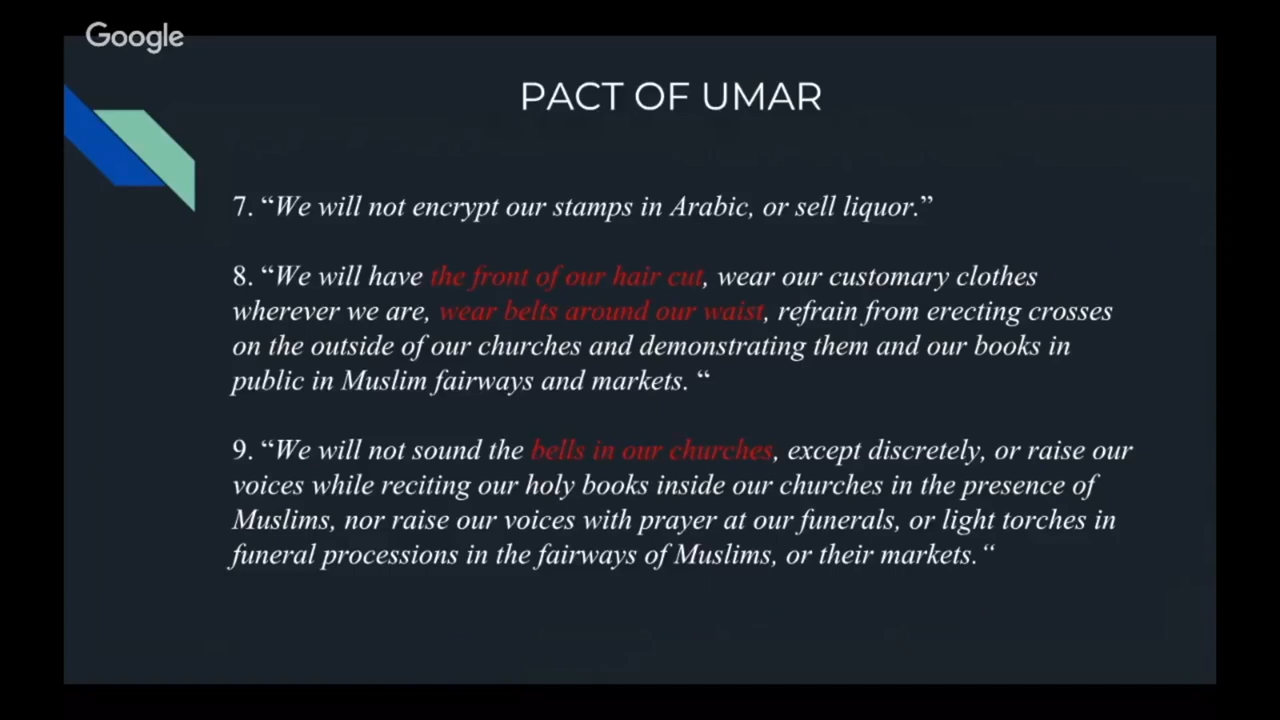 Google
PACT OF UMAR
7. “We will not encrypt our stamps in Arabic, or sell liquor.”
8. “We will have the front of our hair cut, wear our customary clothes
wherever we are, wear belts around our waist, refrain from erecting crosses
on the outside of our churches and demonstrating them and our books in
public in Muslim fairways and markets. “
9. “We will not sound the bells in our churches, except discretely, or raise our
voices while reciting our holy books inside our churches in the presence of
Muslims, nor raise our voices with prayer at our funerals, or light torches in
funeral processions in the fairways of Muslims, or their markets.“